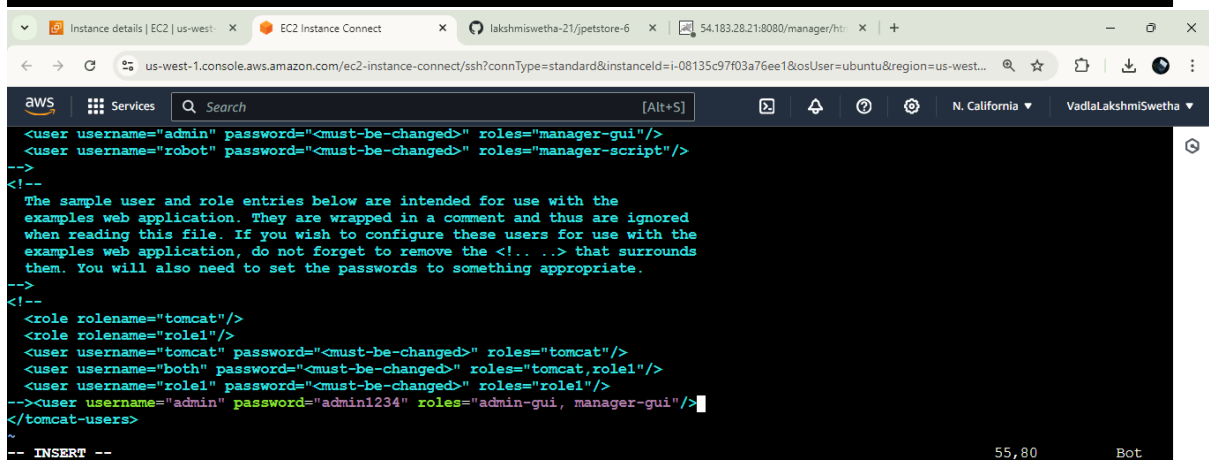 Instance details | EC2 | us-west-
EC2 Instance Connect
lakshmiswetha-21/jpetstore-6
54.183.28.21:8080/manager/htm
us-west-1.console.aws.amazon.com/ec2-instance-connect/ssh?connType=standard&instanceId=i-08135c97f03a76ee1&osUser=ubuntu&region=us-west...
aws Services Search [Alt+S] N. California ▼ VadlaLakshmiSwetha ▼
<user username="admin" password="<must-be-changed>" roles="manager-gui"/>
<user username="robot" password="<must-be-changed>" roles="manager-script"/>
-->
<!--
The sample user and role entries below are intended for use with the
examples web application. They are wrapped in a comment and thus are ignored
when reading this file. If you wish to configure these users for use with the
examples web application, do not forget to remove the <!.. ..> that surrounds
them. You will also need to set the passwords to something appropriate.
-->
<!--
<role rolename="tomcat"/>
<role rolename="role1"/>
<user username="tomcat" password="<must-be-changed>" roles="tomcat"/>
<user username="both" password="<must-be-changed>" roles="tomcat,role1"/>
<user username="role1" password="<must-be-changed>" roles="role1"/>
--><user username="admin" password="admin1234" roles="admin-gui, manager-gui"/>
</tomcat-users>
~
-- INSERT -- 55,80 Bot